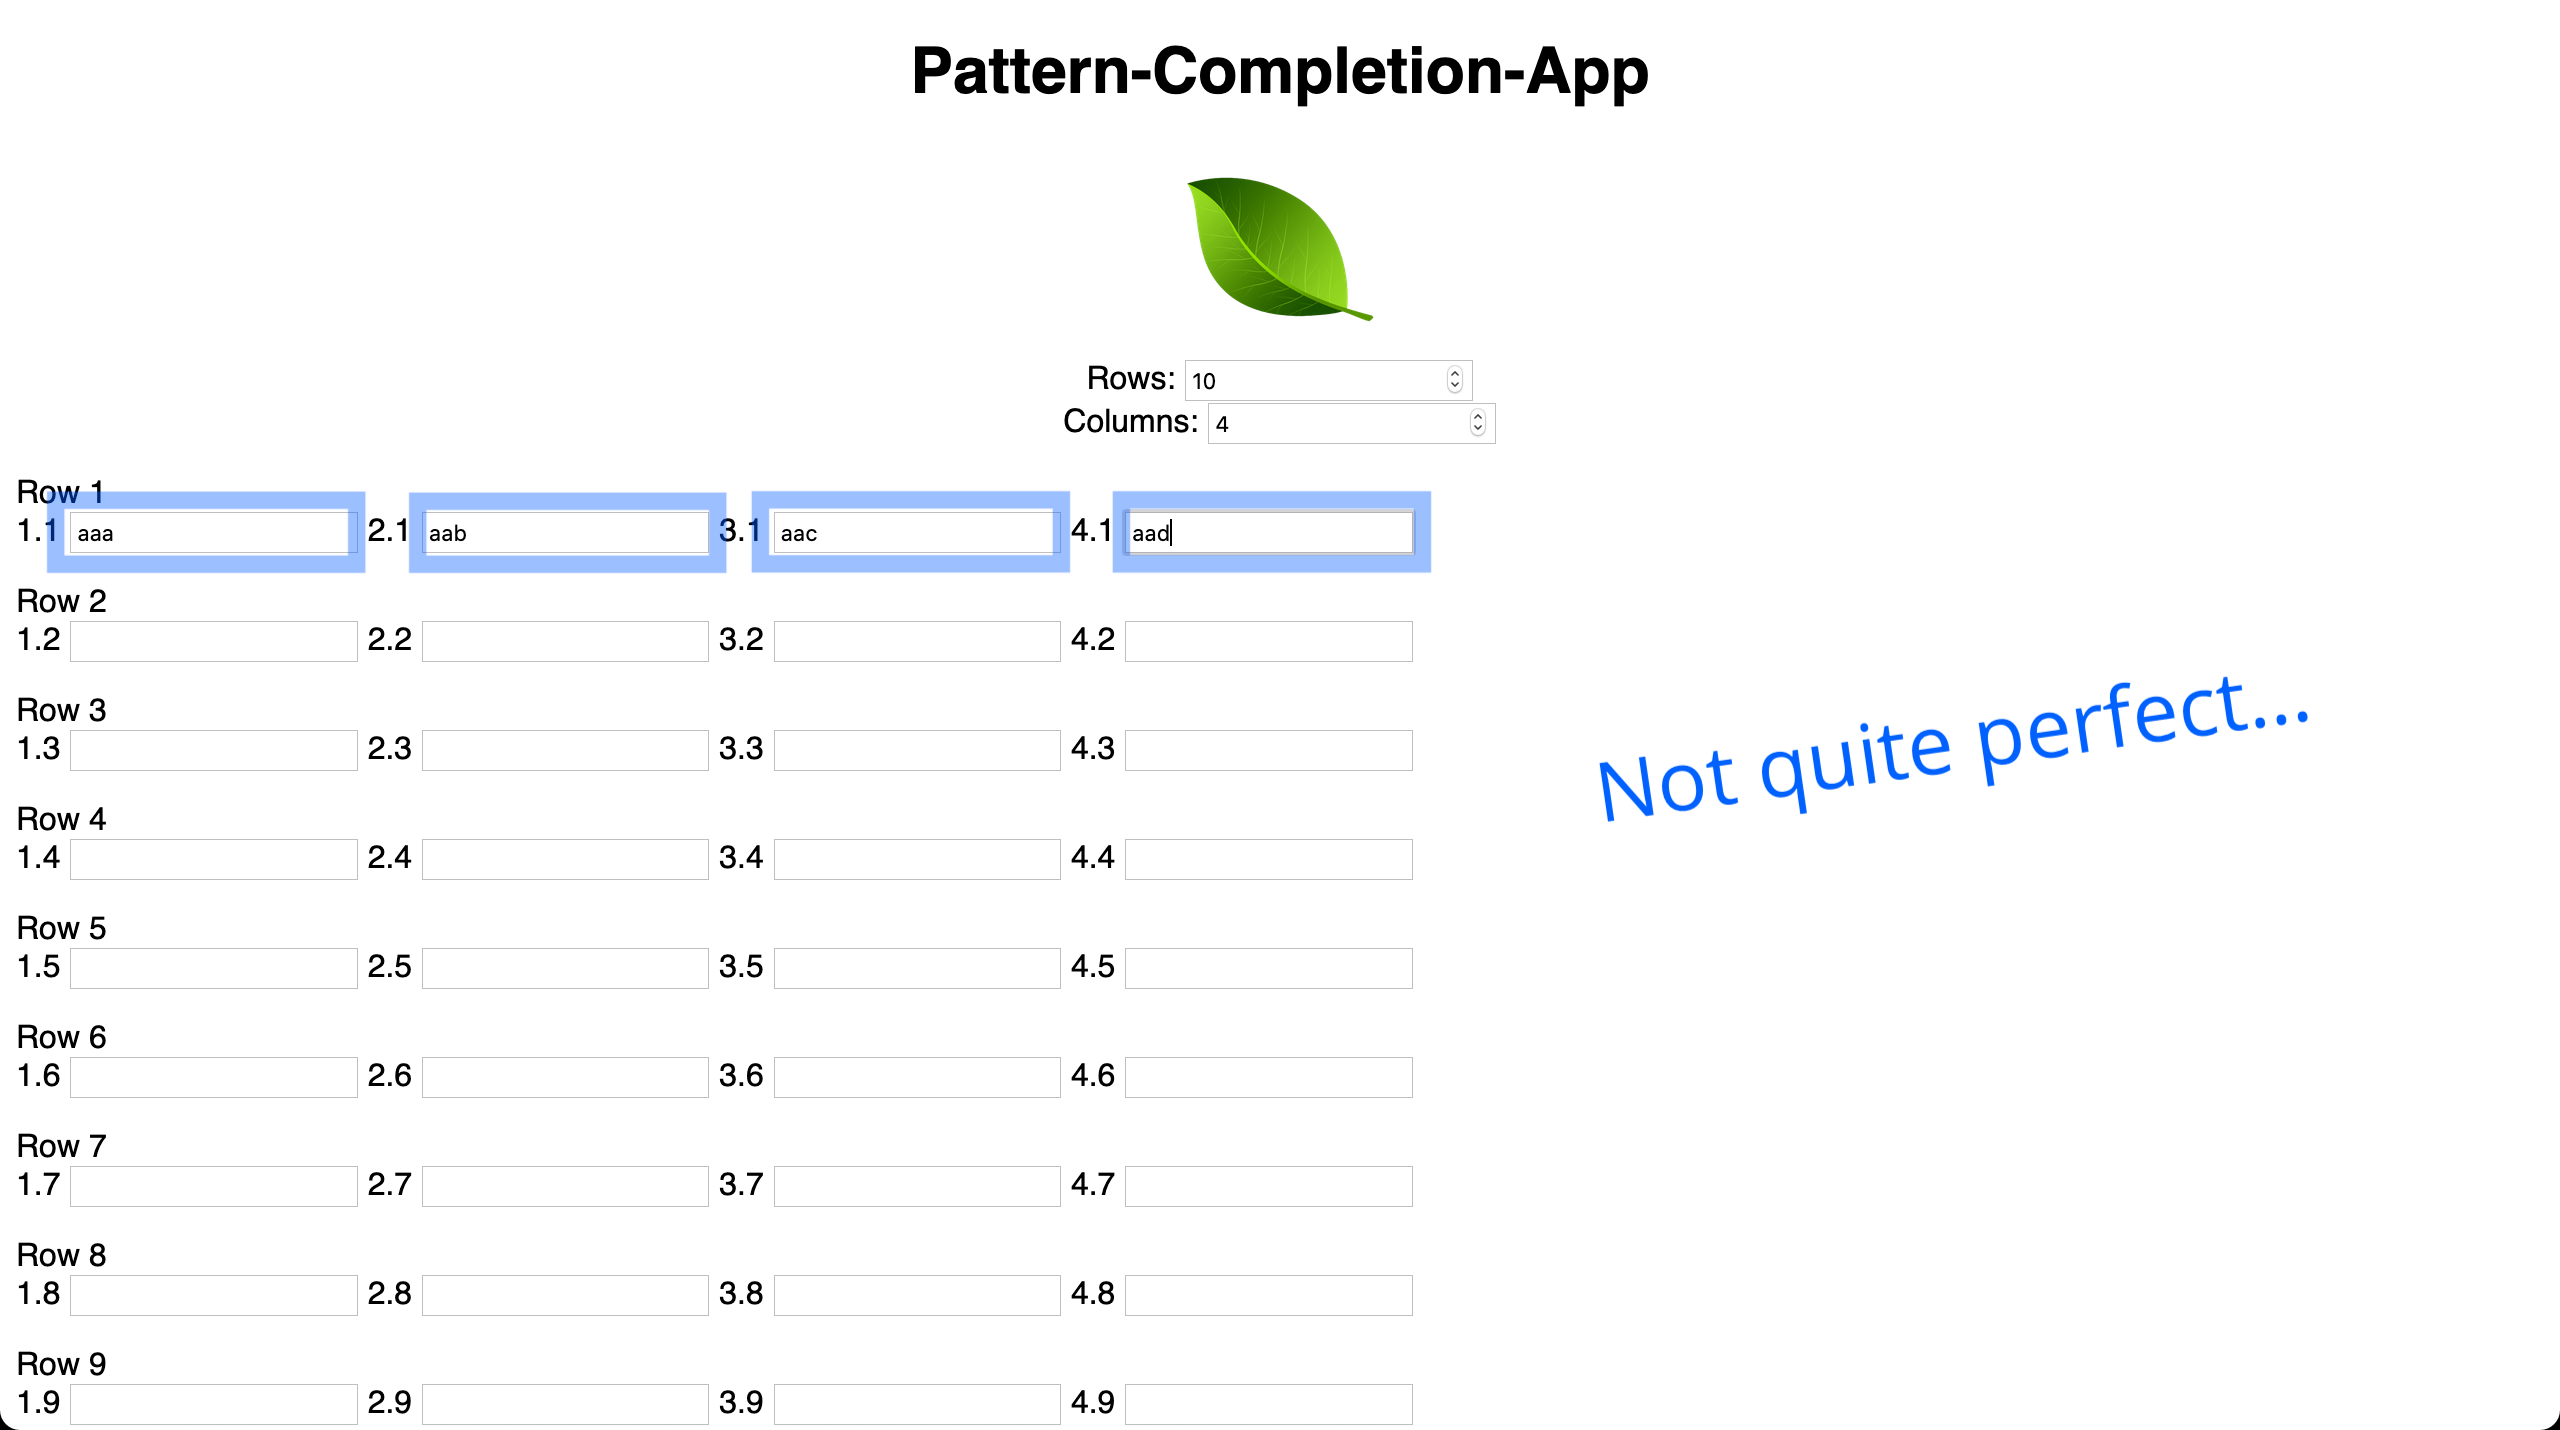 Pattern-Completion-App
Rows: 10
Columns: 4
Row 1
1.1 aaa 2.1 aab 3.1 aac 4.1 aad
Row 2
1.2 2.2 3.2 4.2
Row 3
1.3 2.3 3.3 4.3
Not quite perfect...
Row 4
1.4 2.4 3.4 4.4
Row 5
1.5 2.5 3.5 4.5
Row 6
1.6 2.6 3.6 4.6
Row 7
1.7 2.7 3.7 4.7
Row 8
1.8 2.8 3.8 4.8
Row 9
1.9 2.9 3.9 4.9